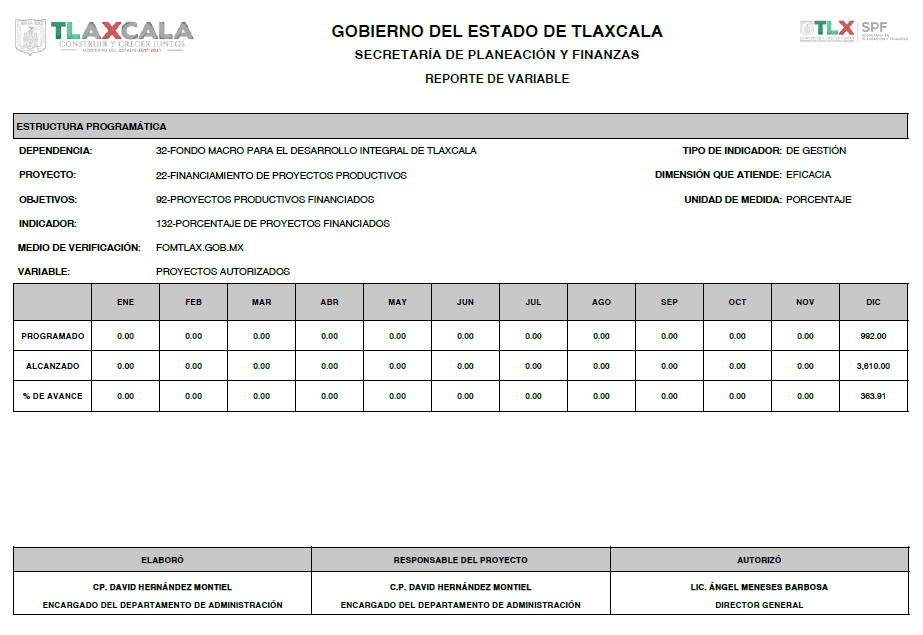 TLAXCALA
CONSTRUIR Y CRECER JUNTOS
GOBIERNO DEL ESTADO 2017-2021
GOBIERNO DEL ESTADO DE TLAXCALA
SECRETARÍA DE PLANEACIÓN Y FINANZAS
REPORTE DE VARIABLE
TLX SPF
ESTRUCTURA PROGRAMÁTICA
DEPENDENCIA: 32-FONDO MACRO PARA EL DESARROLLO INTEGRAL DE TLAXCALA TIPO DE INDICADOR: DE GESTIÓN
PROYECTO: 22-FINANCIAMIENTO DE PROYECTOS PRODUCTIVOS DIMENSIÓN QUE ATIENDE: EFICACIA
OBJETIVOS: 92-PROYECTOS PRODUCTIVOS FINANCIADOS UNIDAD DE MEDIDA: PORCENTAJE
INDICADOR: 132-PORCENTAJE DE PROYECTOS FINANCIADOS
MEDIO DE VERIFICACIÓN: FOMTLAX.GOB.MX
VARIABLE: PROYECTOS AUTORIZADOS
ENE FEB MAR ABR MAY JUN JUL AGO SEP OCT NOV DIC
PROGRAMADO 0.00 0.00 0.00 0.00 0.00 0.00 0.00 0.00 0.00 0.00 0.00 992.00
ALCANZADO 0.00 0.00 0.00 0.00 0.00 0.00 0.00 0.00 0.00 0.00 0.00 3,610.00
% DE AVANCE 0.00 0.00 0.00 0.00 0.00 0.00 0.00 0.00 0.00 0.00 0.00 363.91
ELABORÓ RESPONSABLE DEL PROYECTO AUTORIZÓ
CP. DAVID HERNÁNDEZ MONTIEL C.P. DAVID HERNÁNDEZ MONTIEL LIC. ÁNGEL MENESES BARBOSA
ENCARGADO DEL DEPARTAMENTO DE ADMINISTRACIÓN ENCARGADO DEL DEPARTAMENTO DE ADMINISTRACIÓN DIRECTOR GENERAL